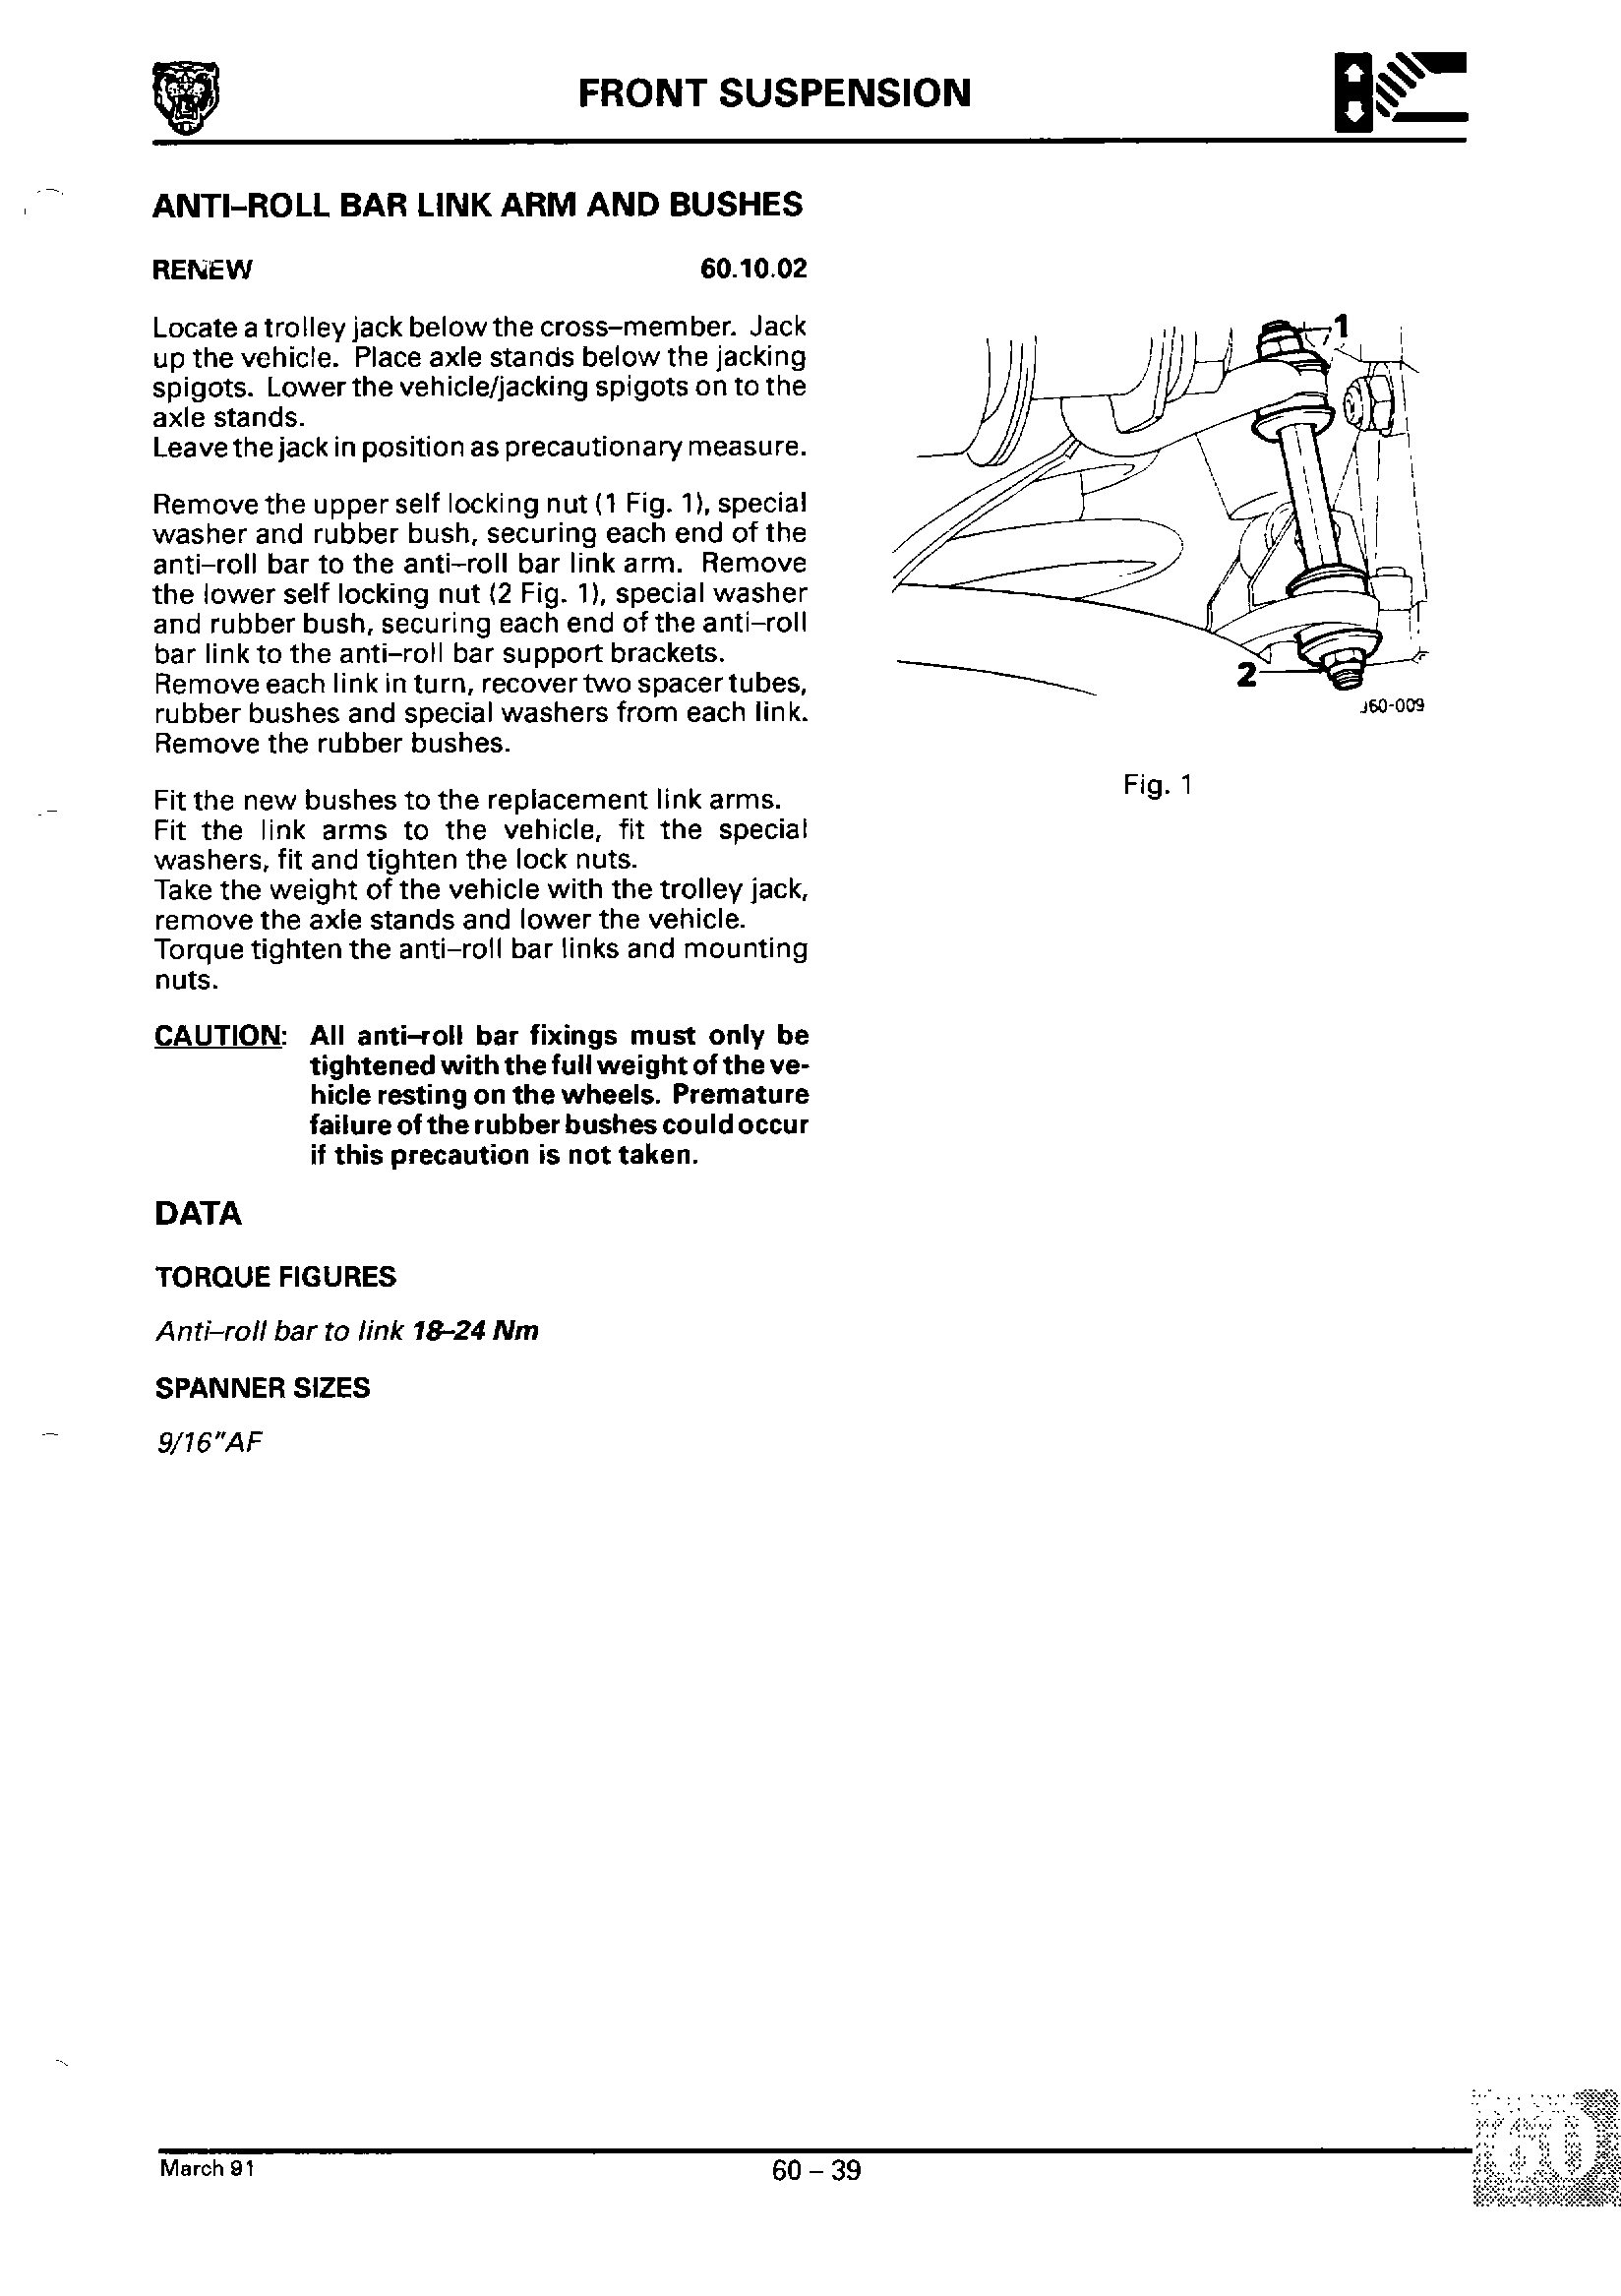 FRONT SUSPENSION
ANTI–ROLL BAR LINK ARM AND BUSHES
RENEW 60.10.02
Locate a trolley jack below the cross–member. Jack
up the vehicle. Place axle stands below the jacking
spigots. Lower the vehicle/jacking spigots on to the
axle stands.
Leave the jack in position as precautionary measure.
Remove the upper self locking nut (1 Fig. 1), special
washer and rubber bush, securing each end of the
anti–roll bar to the anti–roll bar link arm. Remove
the lower self locking nut (2 Fig. 1), special washer
and rubber bush, securing each end of the anti–roll
bar link to the anti–roll bar support brackets.
Remove each link in turn, recover two spacer tubes,
rubber bushes and special washers from each link.
Remove the rubber bushes.
Fit the new bushes to the replacement link arms.
Fit the link arms to the vehicle, fit the special
washers, fit and tighten the lock nuts.
Take the weight of the vehicle with the trolley jack,
remove the axle stands and lower the vehicle.
Torque tighten the anti–roll bar links and mounting
nuts.
CAUTION: All anti–roll bar fixings must only be
tightened with the full weight of the ve-
hicle resting on the wheels. Premature
failure of the rubber bushes could occur
if this precaution is not taken.
DATA
TORQUE FIGURES
Anti–roll bar to link 18–24 Nm
SPANNER SIZES
9/16"AF
1
2
J60-009
Fig. 1
March 91
60 – 39
60